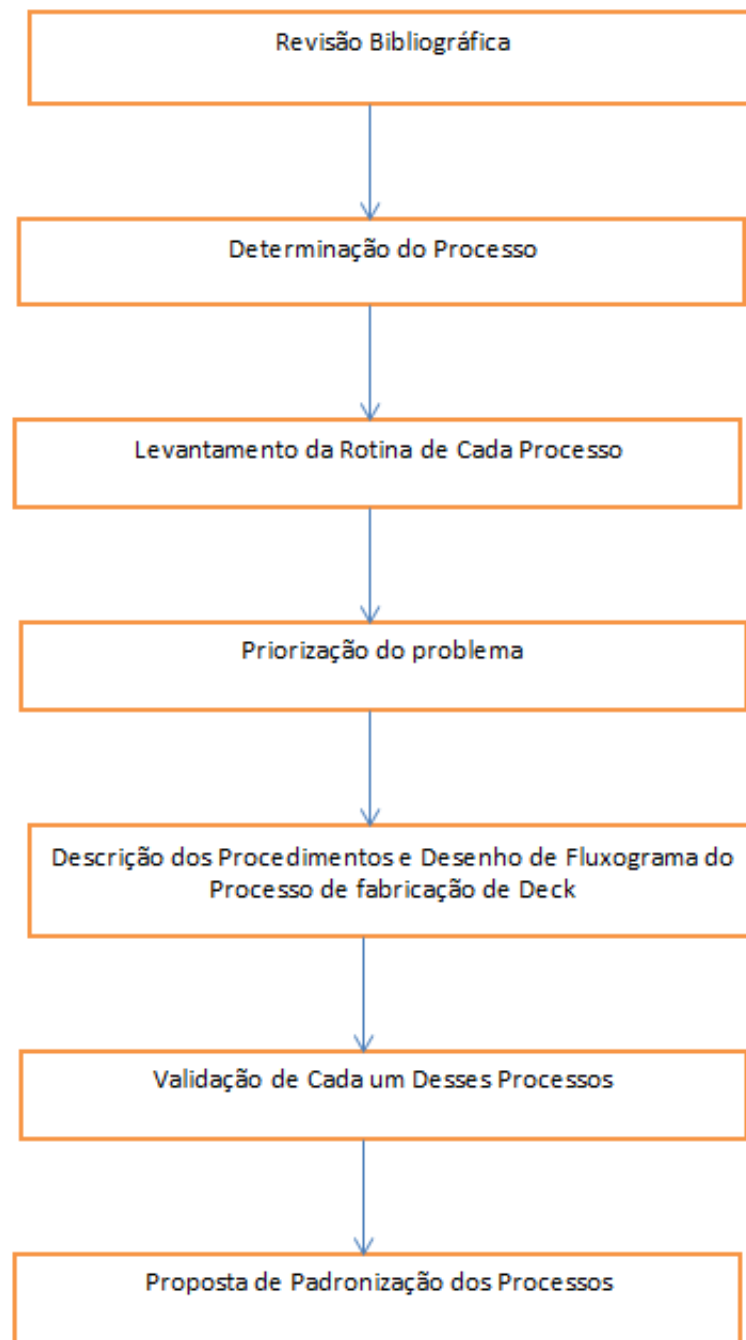 Revisão Bibliográfica
Determinação do Processo
Levantamento da Rotina de Cada Processo
Priorização do problema
Descrição dos Procedimentos e Desenho de Fluxograma do
Processo de fabricação de Deck
Validação de Cada um Desses Processos
Proposta de Padronização dos Processos